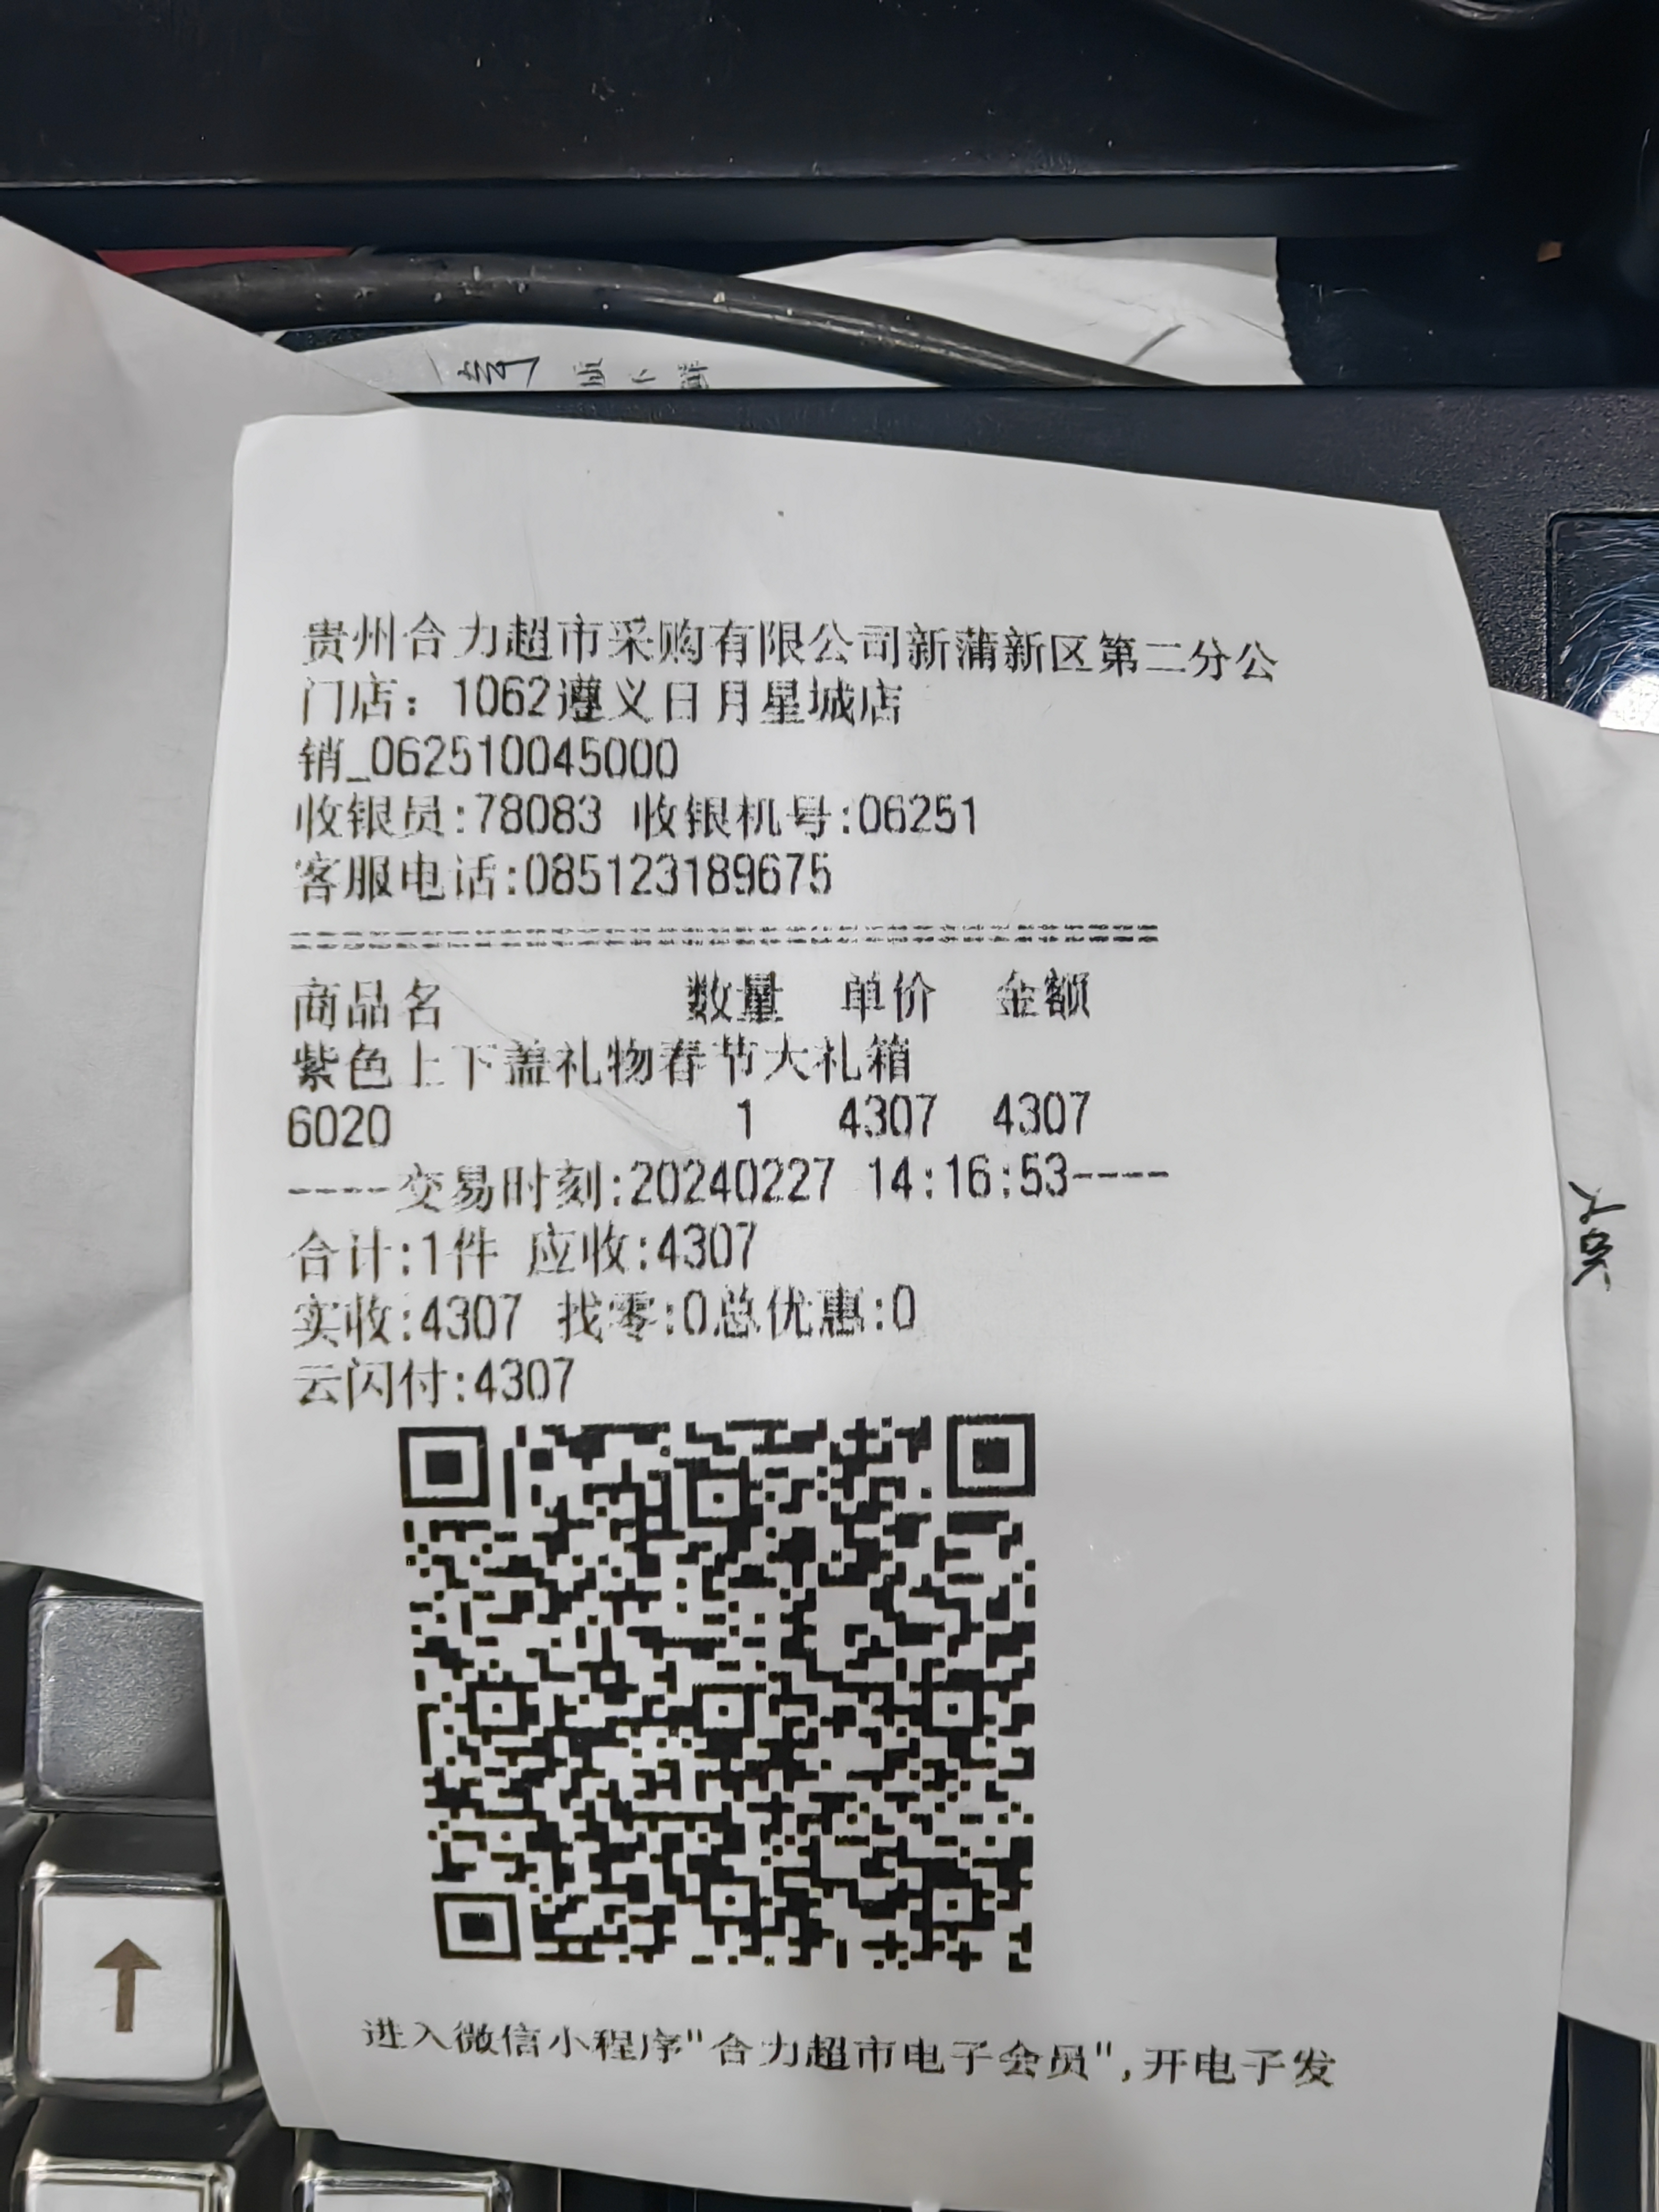 贵州合力超市采购有限公司新蒲新区第二分公
门店：1062遵义日月星城店
销_062510045000
收银员:78083 收银机号:06251
客服电话:085123189675
商品名 数量 单价 金额
紫色上下盖礼物春节大礼箱
6020 1 4307 4307
----交易时刻:20240227 14:16:53----
合计:1件 应收:4307
实收:4307 找零:0总优惠:0
云闪付:4307
进入微信小程序"合力超市电子会员",开电子发